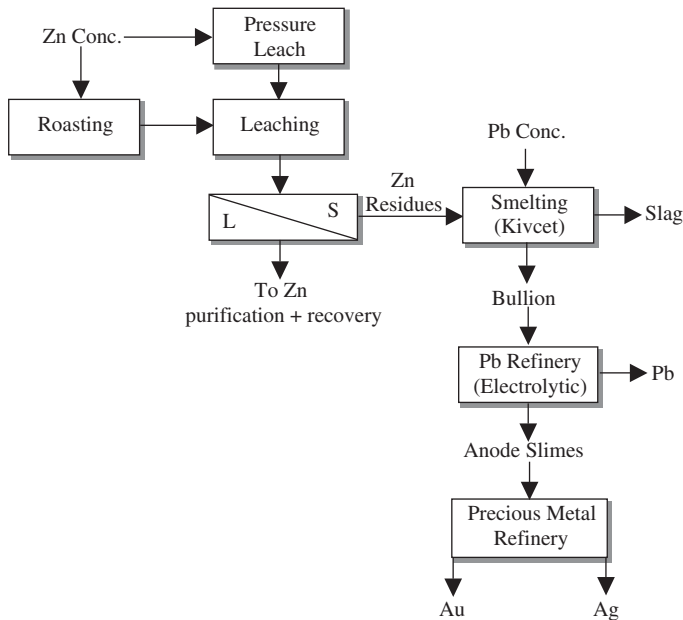 Zn Conc.
Pressure
Leach
Roasting
Leaching
Pb Conc.
L
S
Zn
Residues
Smelting
(Kivcet)
Slag
To Zn
purification + recovery
Bullion
Pb Refinery
(Electrolytic)
Pb
Anode Slimes
Precious Metal
Refinery
Au
Ag